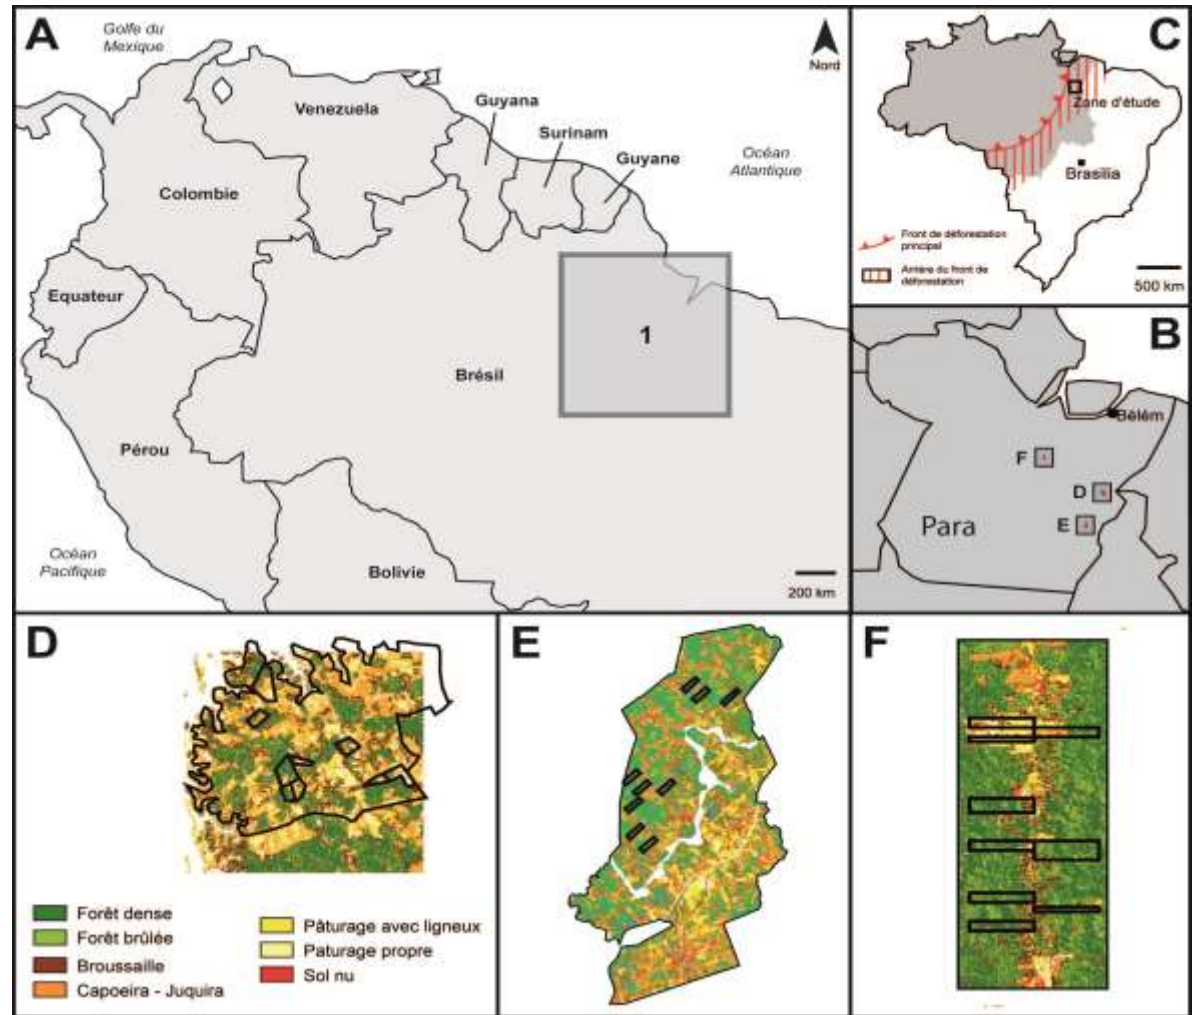 A
Golfe du
Mexique
Nord
Venezuela
Guyana
Surinam
Guyane
Océan
Atlantique
Colombie
Equateur
1
Brésil
Pérou
Océan
Pacifique
Bolivie
200 km
C
Zone d'étude
Brasilia
Front de déforestation
principal
Arrière du front de
déforestation
500 km
B
Bélém
F
D
E
Para
D
Forêt dense
Forêt brûlée
Broussaille
Capoeira - Juquira
Pâturage avec ligneux
Paturage propre
Sol nu
E
F